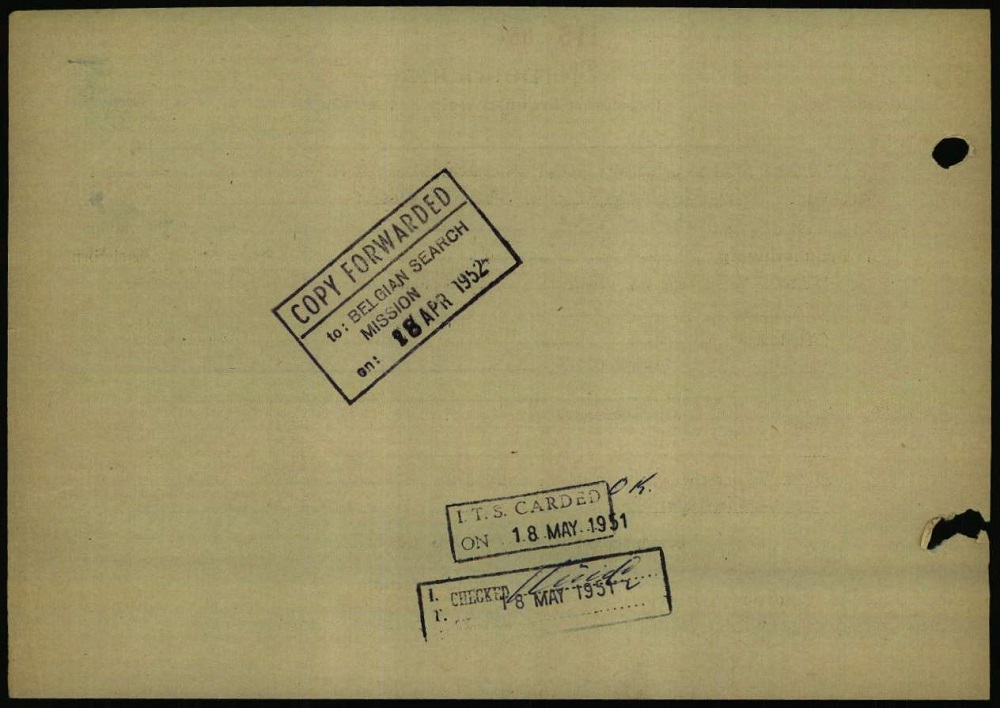 COPY FORWARDED
to: BELGIAN SEARCH
MISSION
on: 18 APR 1952
I.T.S. CARDED OK.
ON 18 MAY 1951
I. CHECKED
18 MAY 1951